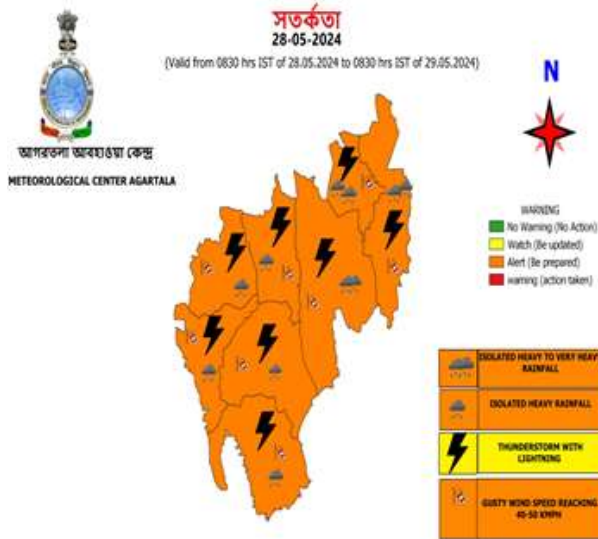 সতর্কতা
28-05-2024
(Valid from 0830 hrs IST of 28.05.2024 to 0830 hrs IST of 29.05.2024)
আগরতলা আবহাওয়া কেন্দ্র
METEOROLOGICAL CENTER AGARTALA
N
WARNING
No Warning (No Action)
Watch (Be updated)
Alert (Be prepared)
warning (action taken)
ISOLATED HEAVY TO VERY HEAVY
RAINFALL
ISOLATED HEAVY RAINFALL
THUNDERSTORM WITH
LIGHTNING
GUSTY WIND SPEED REACHING
40-50 KMPH